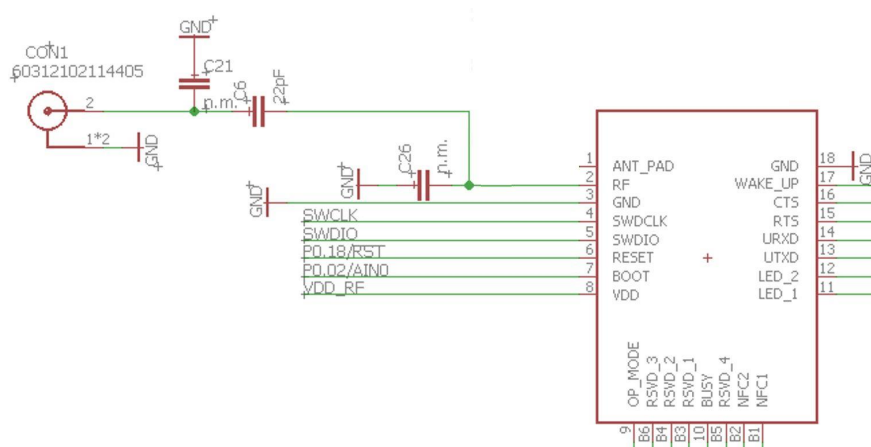 GND
CON1
60312102114405
C21
n.m.
C6
22pF
2
1*2
GND
C26
n.m.
GND
GND
SWCLK
SWDIO
P0.18/RST
P0.02/AIN0
VDD_RF
1 ANT_PAD
2 RF
3 GND
4 SWDCLK
5 SWDIO
6 RESET
7 BOOT
8 VDD
GND 18
WAKE_UP 17
CTS 16
RTS 15
URXD 14
UTXD 13
LED_2 12
LED_1 11
GND
OP_MODE
RSVD_3
RSVD_2
RSVD_1
BUSY
RSVD_4
NFC2
NFC1
9
B6
B4
B3
10
B5
B2
B1